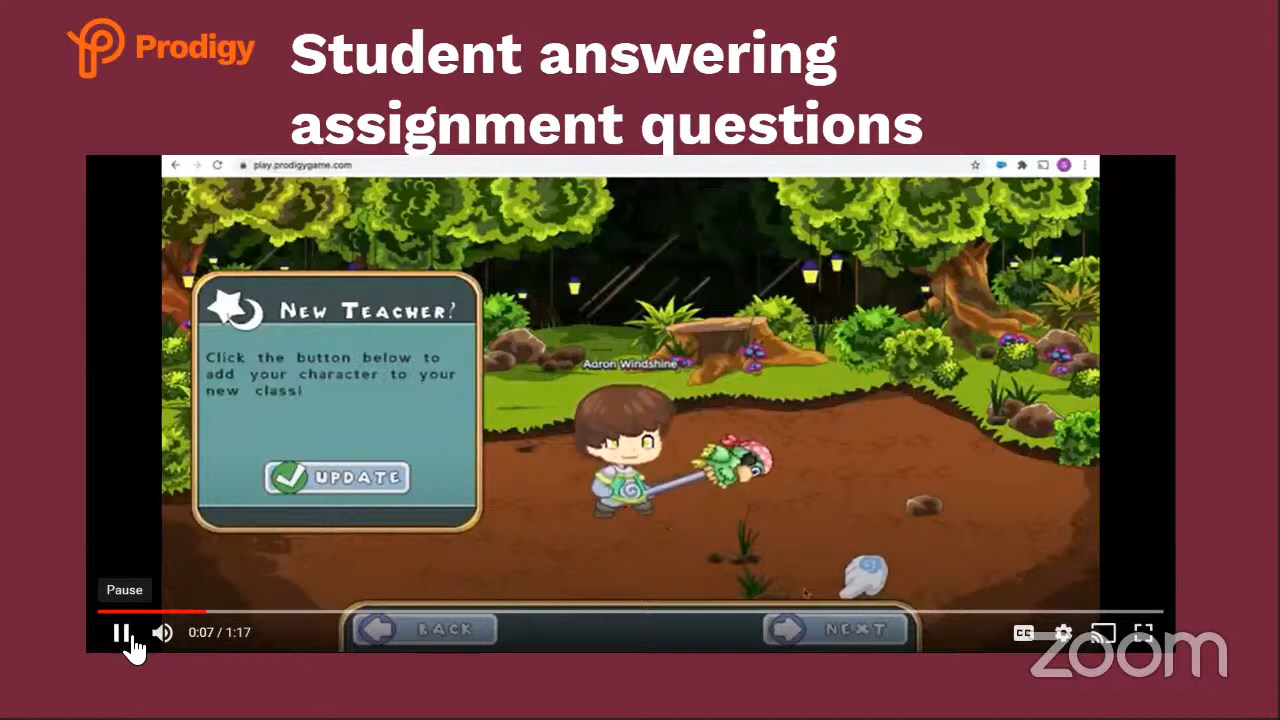 Prodigy
Student answering
assignment questions
play.prodigygame.com
S
NEW TEACHER?
Click the button below to
add your character to your
new class!
UPDATE
Aaron Windshine
Pause
0:07 / 1:17
BACK
NEXT
CC
zoom